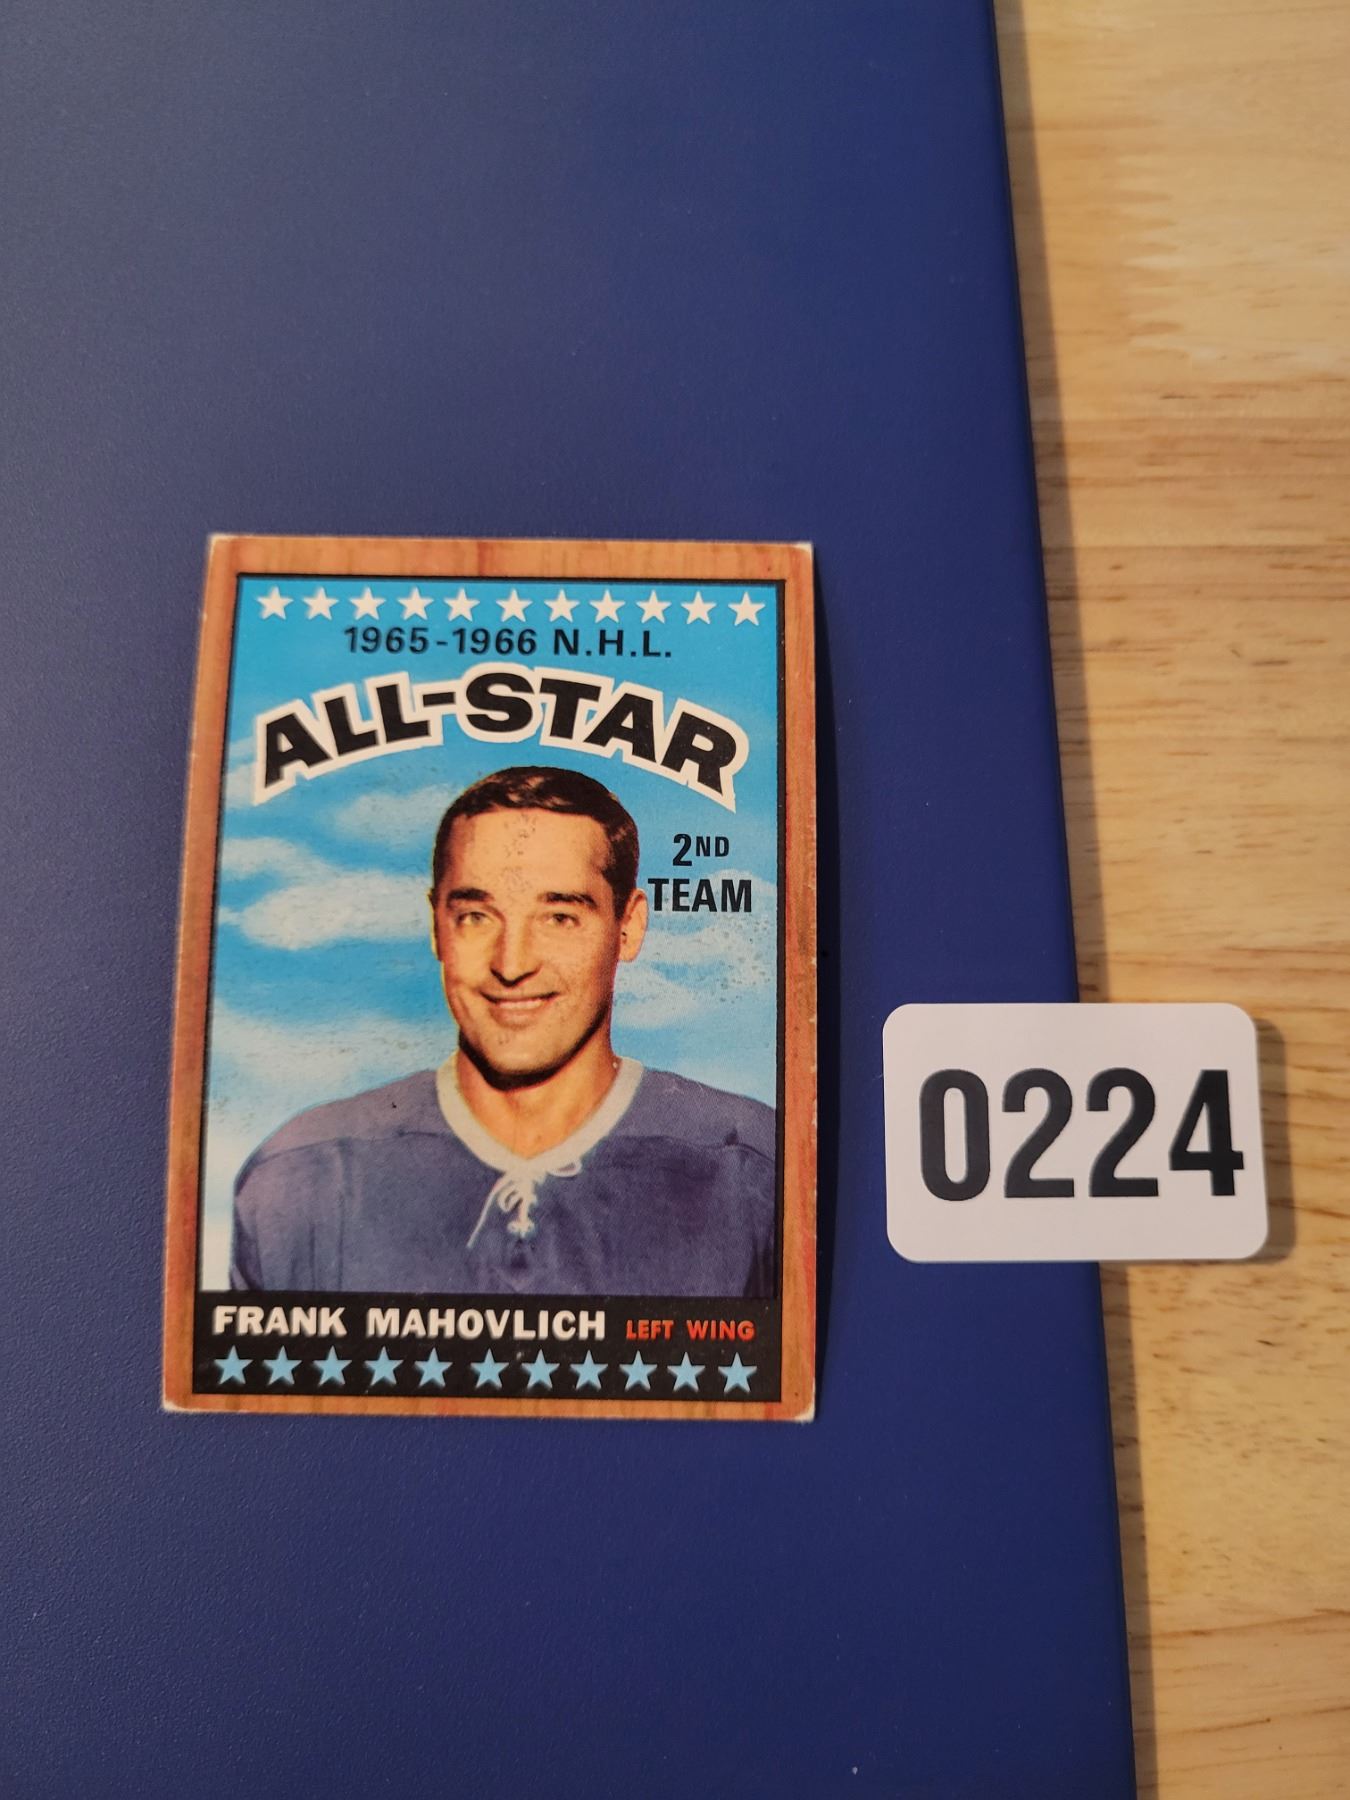 1965-1966 N.H.L.
ALL-STAR
2ND
TEAM
FRANK MAHOVLICH LEFT WING
0224